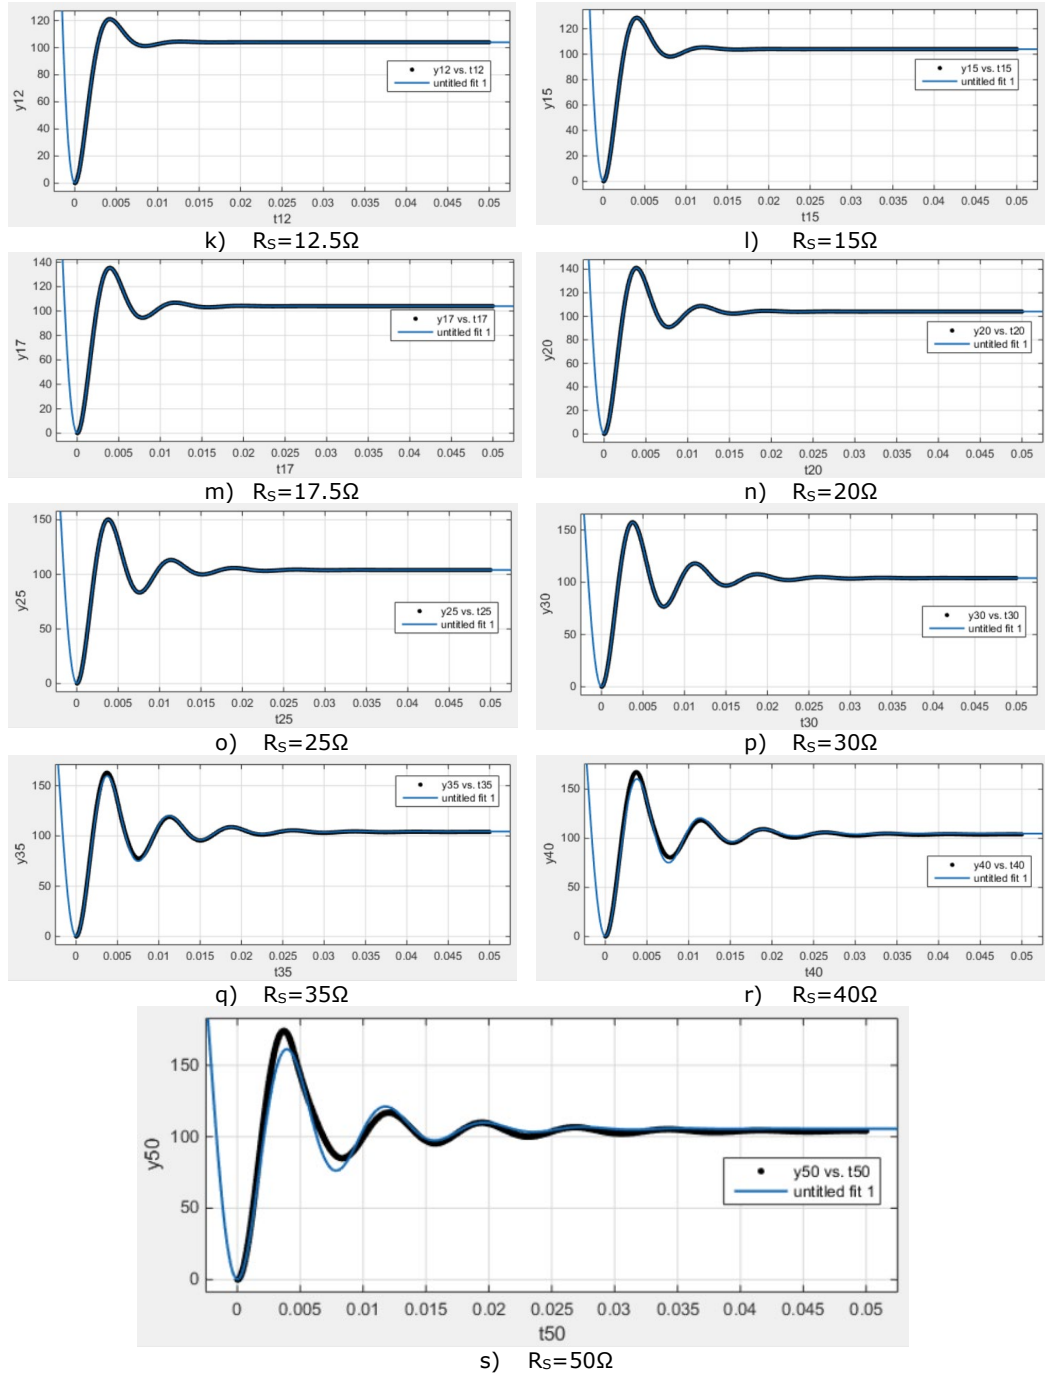 120
100
80
60
40
20
0
y12
y12 vs. t12
untitled fit 1
0 0.005 0.01 0.015 0.02 0.025 0.03 0.035 0.04 0.045 0.05
t12
k) RS=12.5Ω
120
100
80
60
40
20
0
y15
y15 vs. t15
untitled fit 1
0 0.005 0.01 0.015 0.02 0.025 0.03 0.035 0.04 0.045 0.05
t15
l) RS=15Ω
140
120
100
80
60
40
20
0
y17
y17 vs. t17
untitled fit 1
0 0.005 0.01 0.015 0.02 0.025 0.03 0.035 0.04 0.045 0.05
t17
m) RS=17.5Ω
140
120
100
80
60
40
20
0
y20
y20 vs. t20
untitled fit 1
0 0.005 0.01 0.015 0.02 0.025 0.03 0.035 0.04 0.045 0.05
t20
n) RS=20Ω
150
100
50
0
y25
y25 vs. t25
untitled fit 1
0 0.005 0.01 0.015 0.02 0.025 0.03 0.035 0.04 0.045 0.05
t25
o) RS=25Ω
150
100
50
0
y30
y30 vs. t30
untitled fit 1
0 0.005 0.01 0.015 0.02 0.025 0.03 0.035 0.04 0.045 0.05
t30
p) RS=30Ω
150
100
50
0
y35
y35 vs. t35
untitled fit 1
0 0.005 0.01 0.015 0.02 0.025 0.03 0.035 0.04 0.045 0.05
t35
q) RS=35Ω
150
100
50
0
y40
y40 vs. t40
untitled fit 1
0 0.005 0.01 0.015 0.02 0.025 0.03 0.035 0.04 0.045 0.05
t40
r) RS=40Ω
150
100
50
0
y50
y50 vs. t50
untitled fit 1
0 0.005 0.01 0.015 0.02 0.025 0.03 0.035 0.04 0.045 0.05
t50
s) RS=50Ω